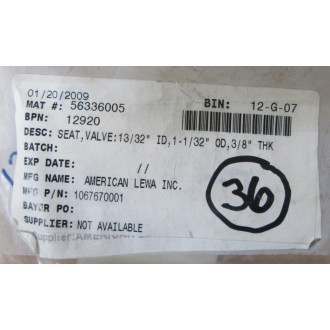 01/20/2009
MAT #: 56336005 BIN: 12-G-07
BPN: 12920
DESC: SEAT,VALVE:13/32" ID,1-1/32" OD,3/8" THK
BATCH:
EXP DATE: //
MFG NAME: AMERICAN LEWA INC.
MFG P/N: 1067670001
BAYER PO:
SUPPLIER: NOT AVAILABLE
Supplier: AMERICAN
36